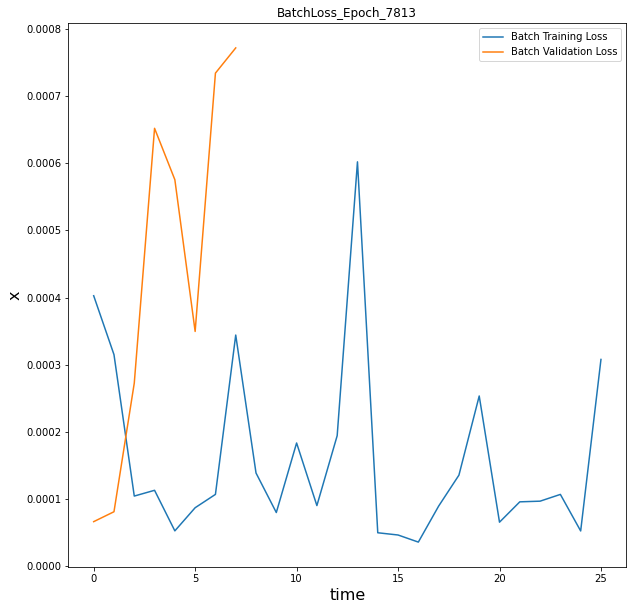 BatchLoss_Epoch_7813
Batch Training Loss
Batch Validation Loss
0.0008
0.0007
0.0006
0.0005
0.0004
0.0003
0.0002
0.0001
0.0000
x
0 5 10 15 20 25
time